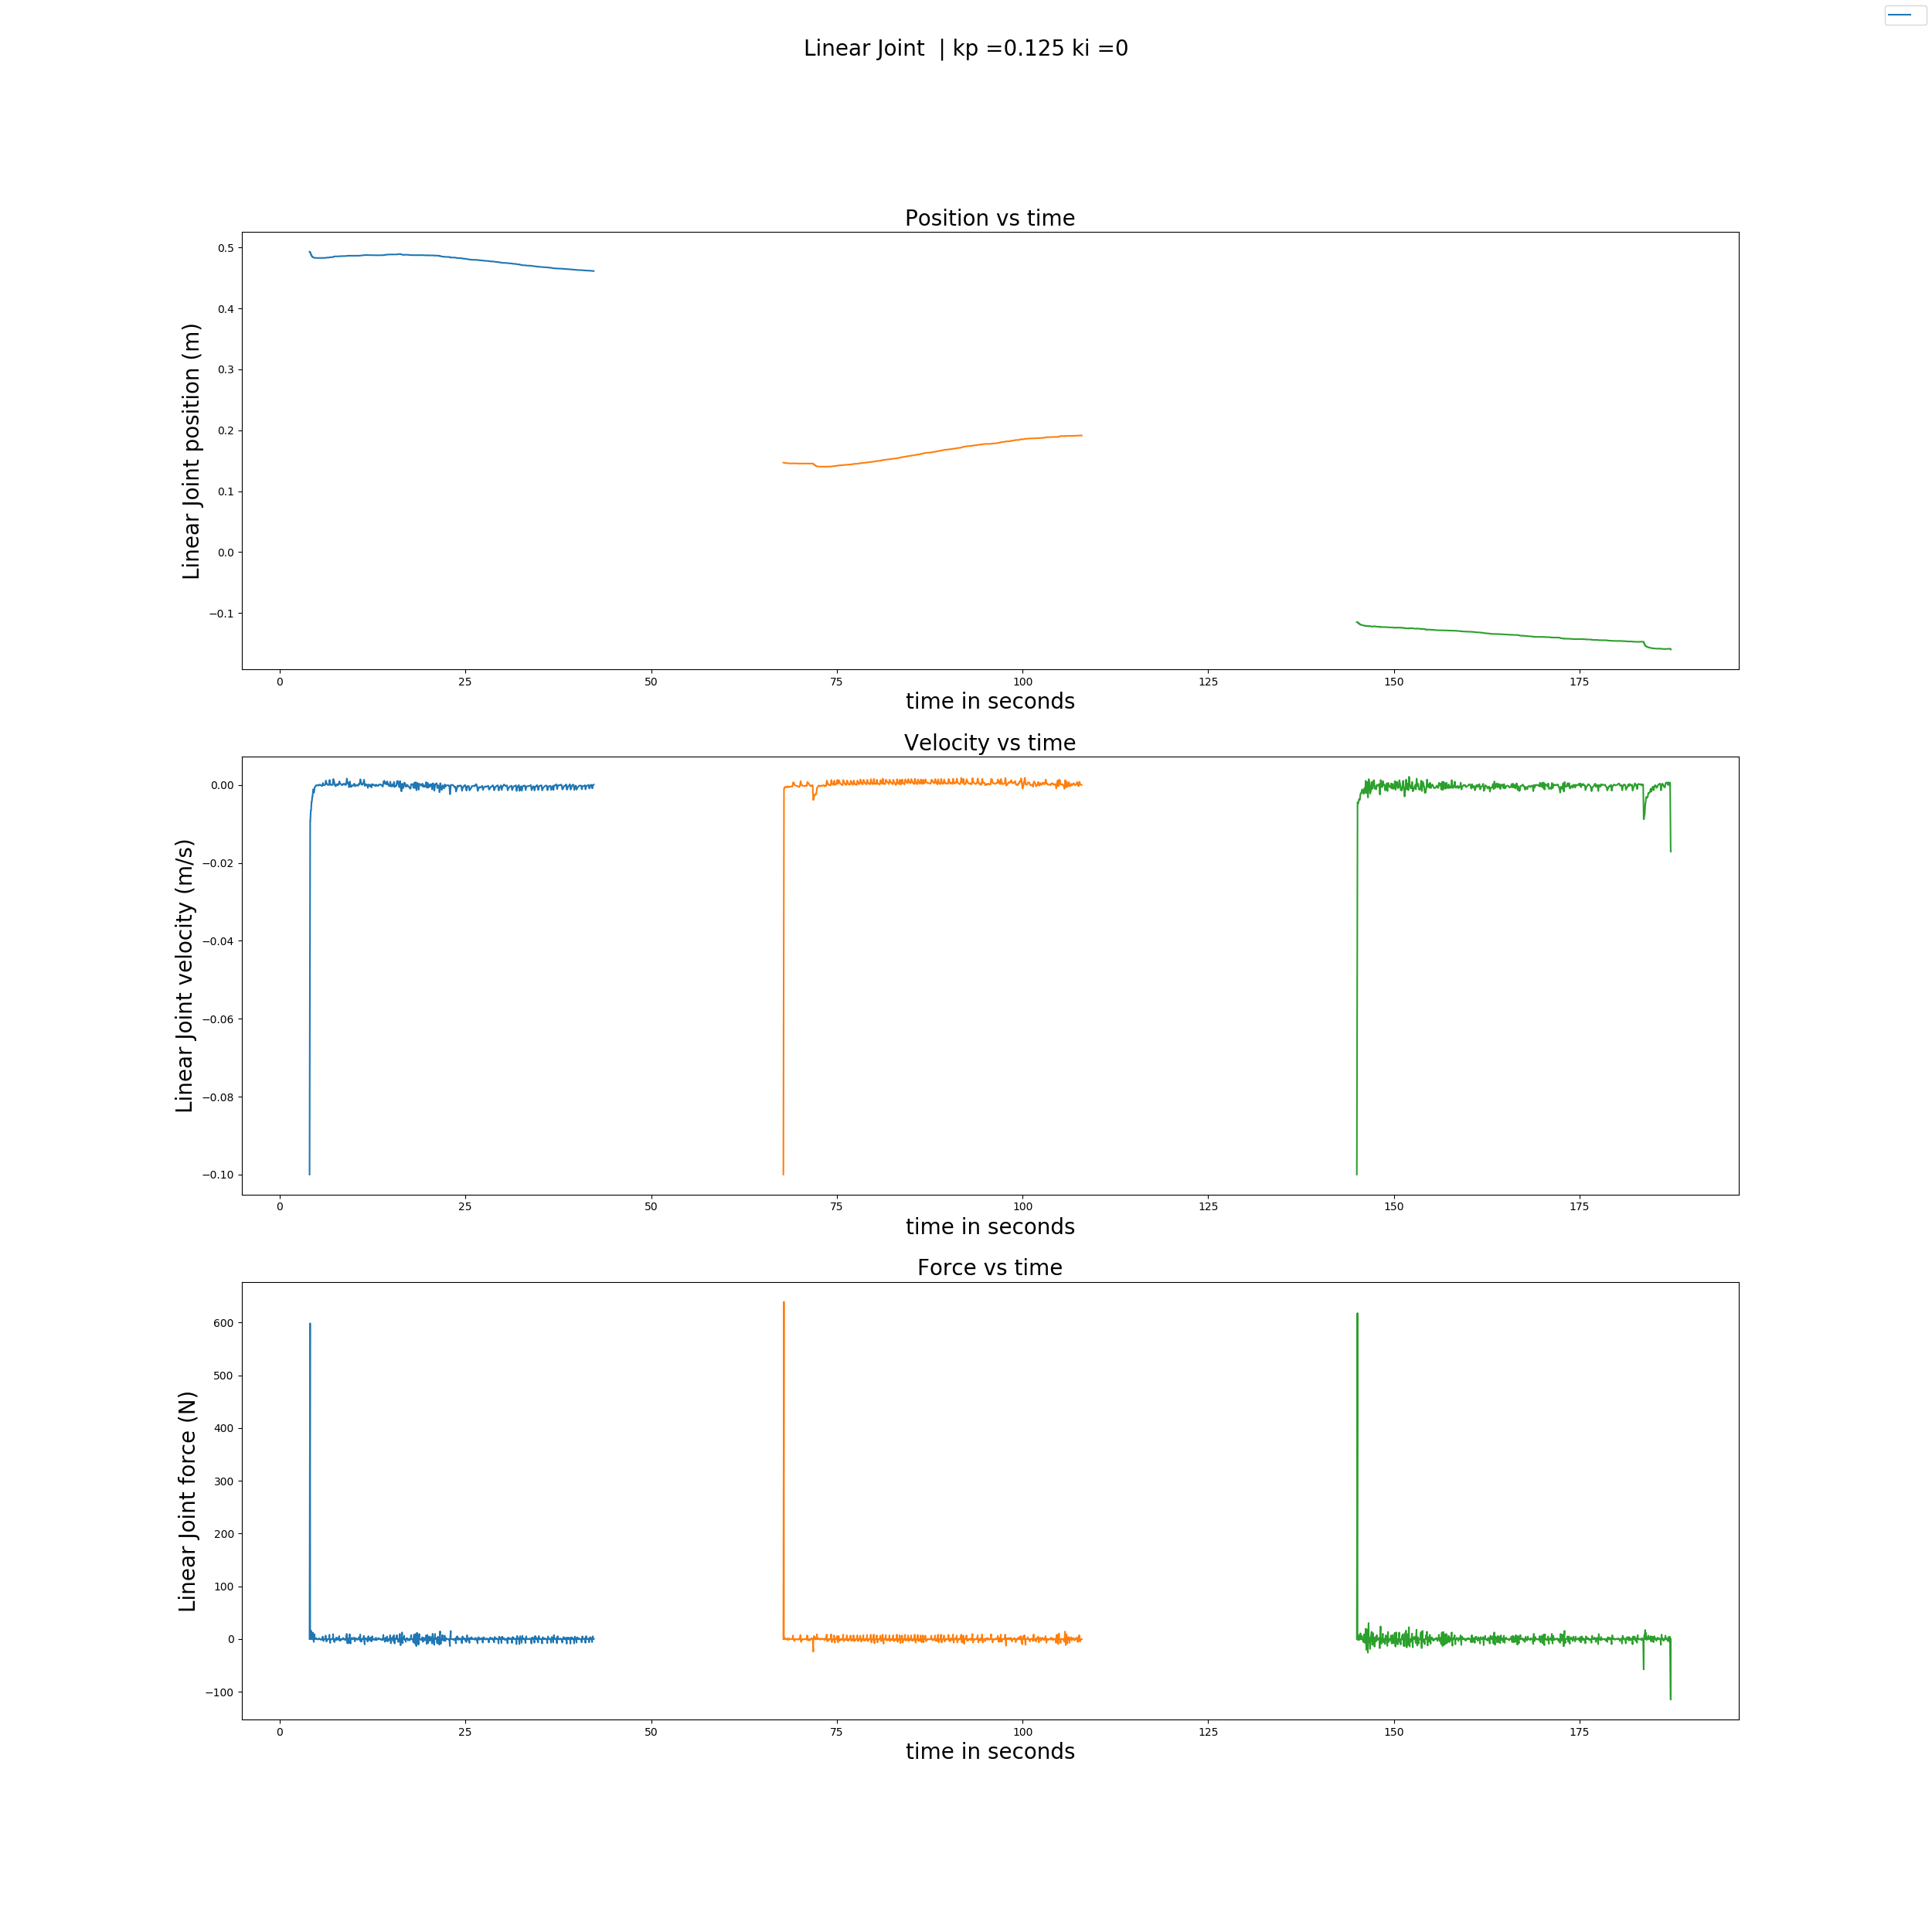 Linear Joint  | kp =0.125 ki =0
Position vs time
Linear Joint position (m)
0.5
0.4
0.3
0.2
0.1
0.0
−0.1
0 25 50 75 100 125 150 175
time in seconds
Velocity vs time
Linear Joint velocity (m/s)
0.00
−0.02
−0.04
−0.06
−0.08
−0.10
0 25 50 75 100 125 150 175
time in seconds
Force vs time
Linear Joint force (N)
600
500
400
300
200
100
0
−100
0 25 50 75 100 125 150 175
time in seconds